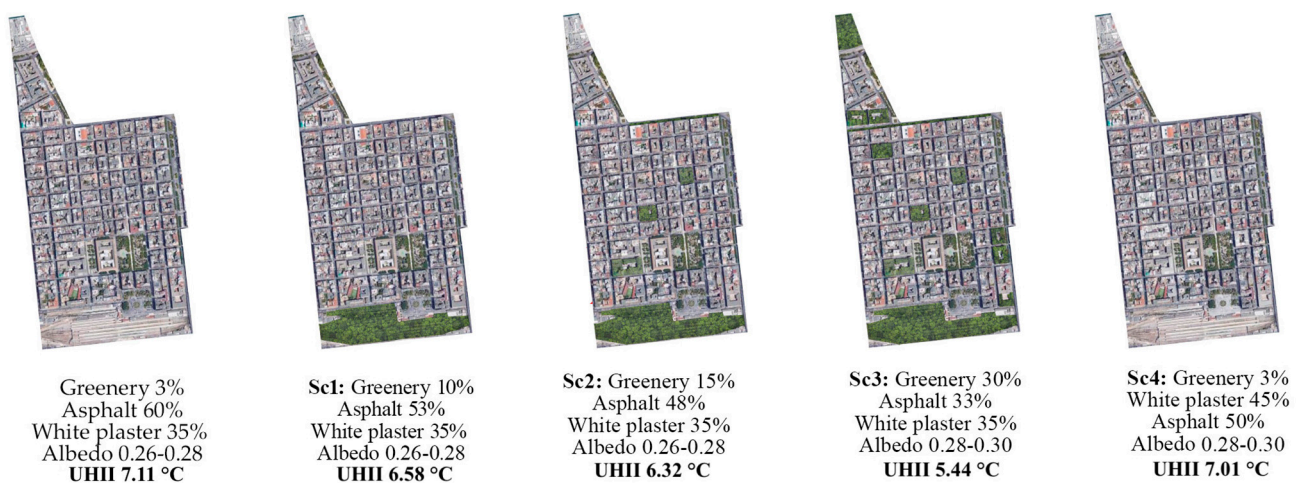 Greenery 3%
Asphalt 60%
White plaster 35%
Albedo 0.26-0.28
UHII 7.11 °C
Sc1: Greenery 10%
Asphalt 53%
White plaster 35%
Albedo 0.26-0.28
UHII 6.58 °C
Sc2: Greenery 15%
Asphalt 48%
White plaster 35%
Albedo 0.26-0.28
UHII 6.32 °C
Sc3: Greenery 30%
Asphalt 33%
White plaster 35%
Albedo 0.28-0.30
UHII 5.44 °C
Sc4: Greenery 3%
White plaster 45%
Asphalt 50%
Albedo 0.28-0.30
UHII 7.01 °C